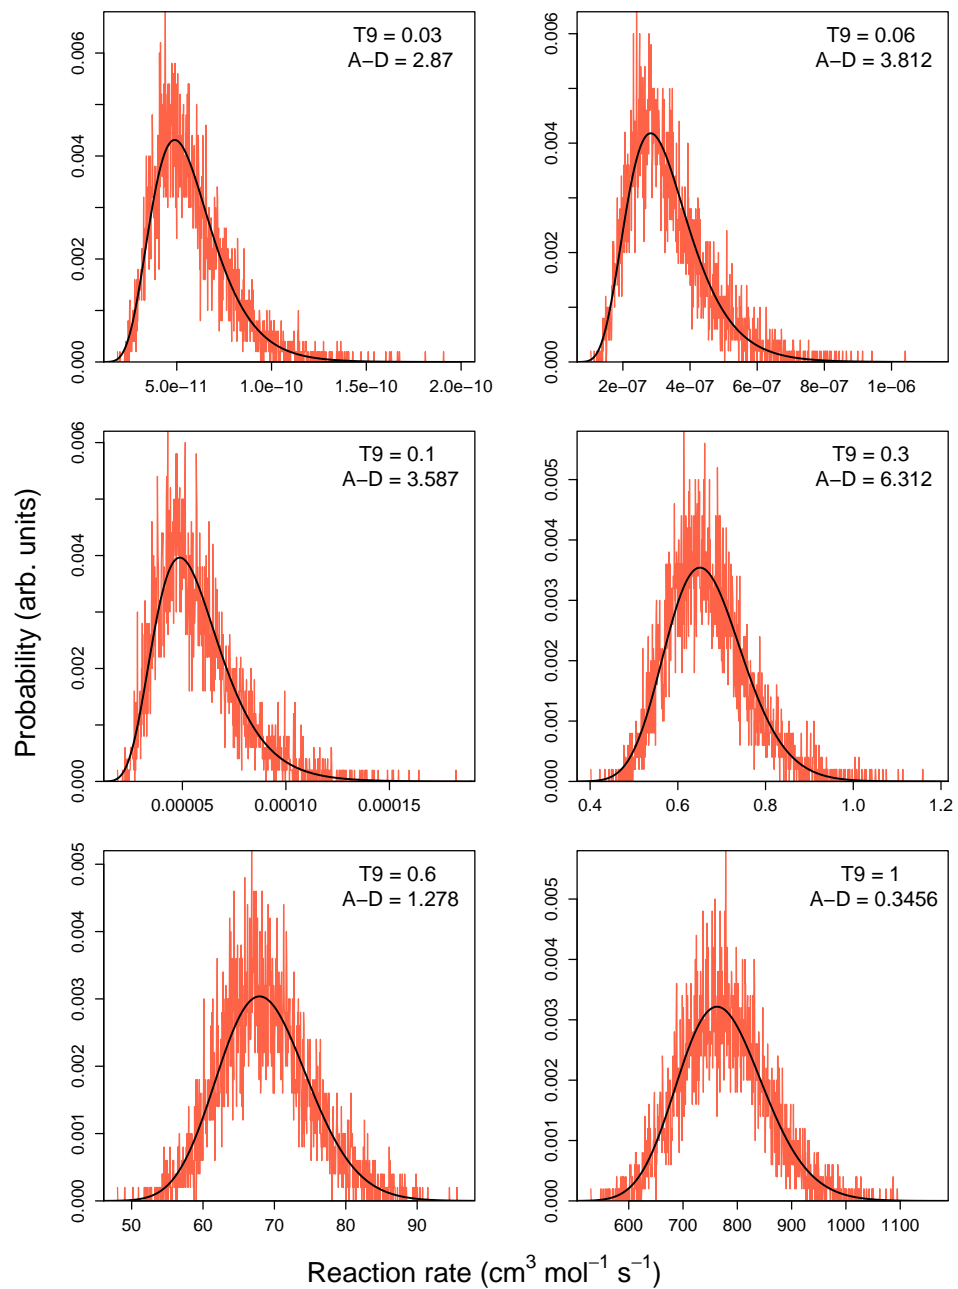 T9 = 0.03
A−D = 2.87
0.000
0.002
0.004
0.006
5.0e−11
1.0e−10
1.5e−10
2.0e−10
T9 = 0.06
A−D = 3.812
0.000
0.002
0.004
0.006
2e−07
4e−07
6e−07
8e−07
1e−06
T9 = 0.1
A−D = 3.587
0.000
0.002
0.004
0.006
0.00005
0.00010
0.00015
T9 = 0.3
A−D = 6.312
0.000
0.001
0.002
0.003
0.004
0.005
0.4
0.6
0.8
1.0
1.2
T9 = 0.6
A−D = 1.278
0.000
0.001
0.002
0.003
0.004
0.005
50
60
70
80
90
T9 = 1
A−D = 0.3456
0.000
0.001
0.002
0.003
0.004
0.005
600
700
800
900
1000
1100
Probability (arb. units)
Reaction rate (cm³ mol⁻¹ s⁻¹)